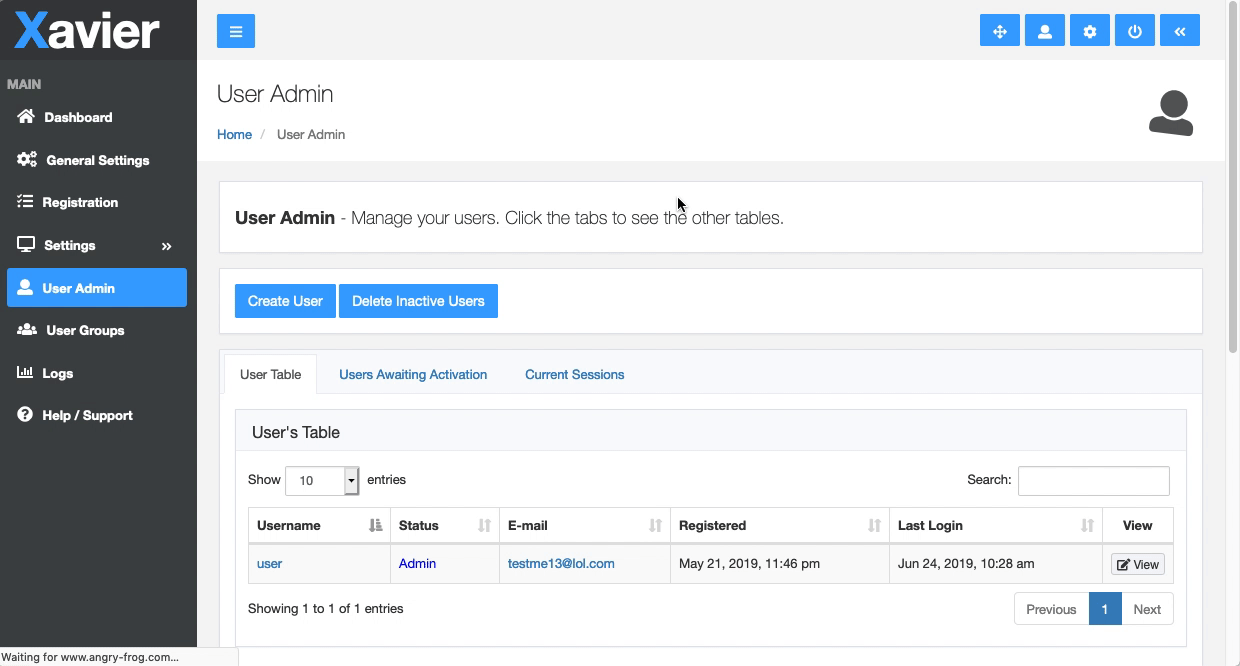 Xavier
MAIN
Dashboard
General Settings
Registration
Settings
User Admin
User Groups
Logs
Help / Support
User Admin
Home / User Admin
User Admin - Manage your users. Click the tabs to see the other tables.
Create User Delete Inactive Users
User Table Users Awaiting Activation Current Sessions
User's Table
Show 10 entries Search:
Username Status E-mail Registered Last Login View
user Admin testme13@lol.com May 21, 2019, 11:46 pm Jun 24, 2019, 10:28 am View
Showing 1 to 1 of 1 entries Previous 1 Next
Waiting for www.angry-frog.com...